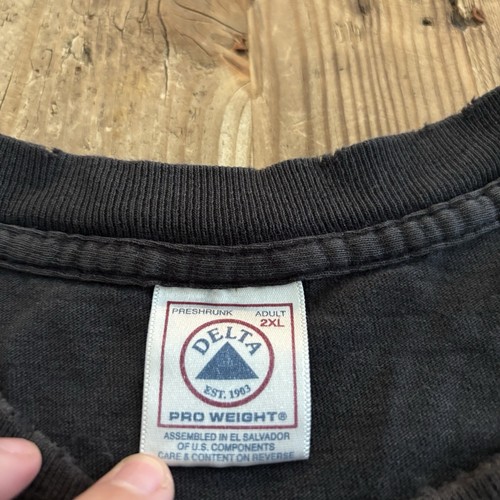 PRESHRUNK ADULT
2XL
DELTA
EST. 1903
PRO WEIGHT®
ASSEMBLED IN EL SALVADOR
OF U.S. COMPONENTS
CARE & CONTENT ON REVERSE